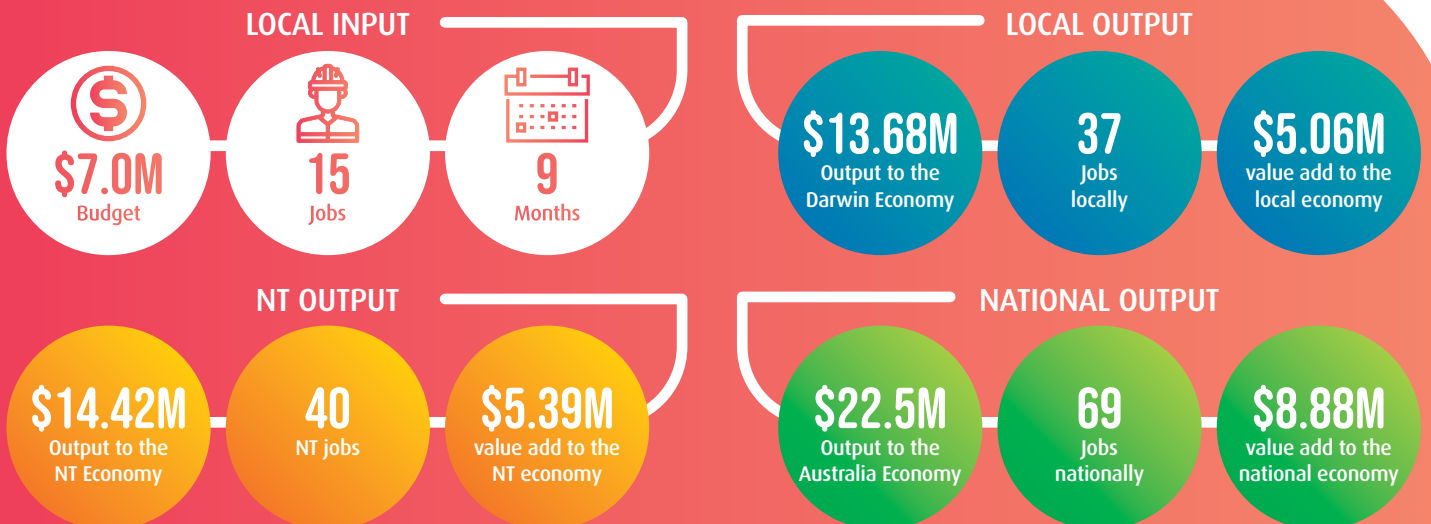 LOCAL INPUT
$7.0M
Budget
15
Jobs
9
Months
LOCAL OUTPUT
$13.68M
Output to the
Darwin Economy
37
Jobs
locally
$5.06M
value add to the
local economy
NT OUTPUT
$14.42M
Output to the
NT Economy
40
NT jobs
$5.39M
value add to the
NT economy
NATIONAL OUTPUT
$22.5M
Output to the
Australia Economy
69
Jobs
nationally
$8.88M
value add to the
national economy